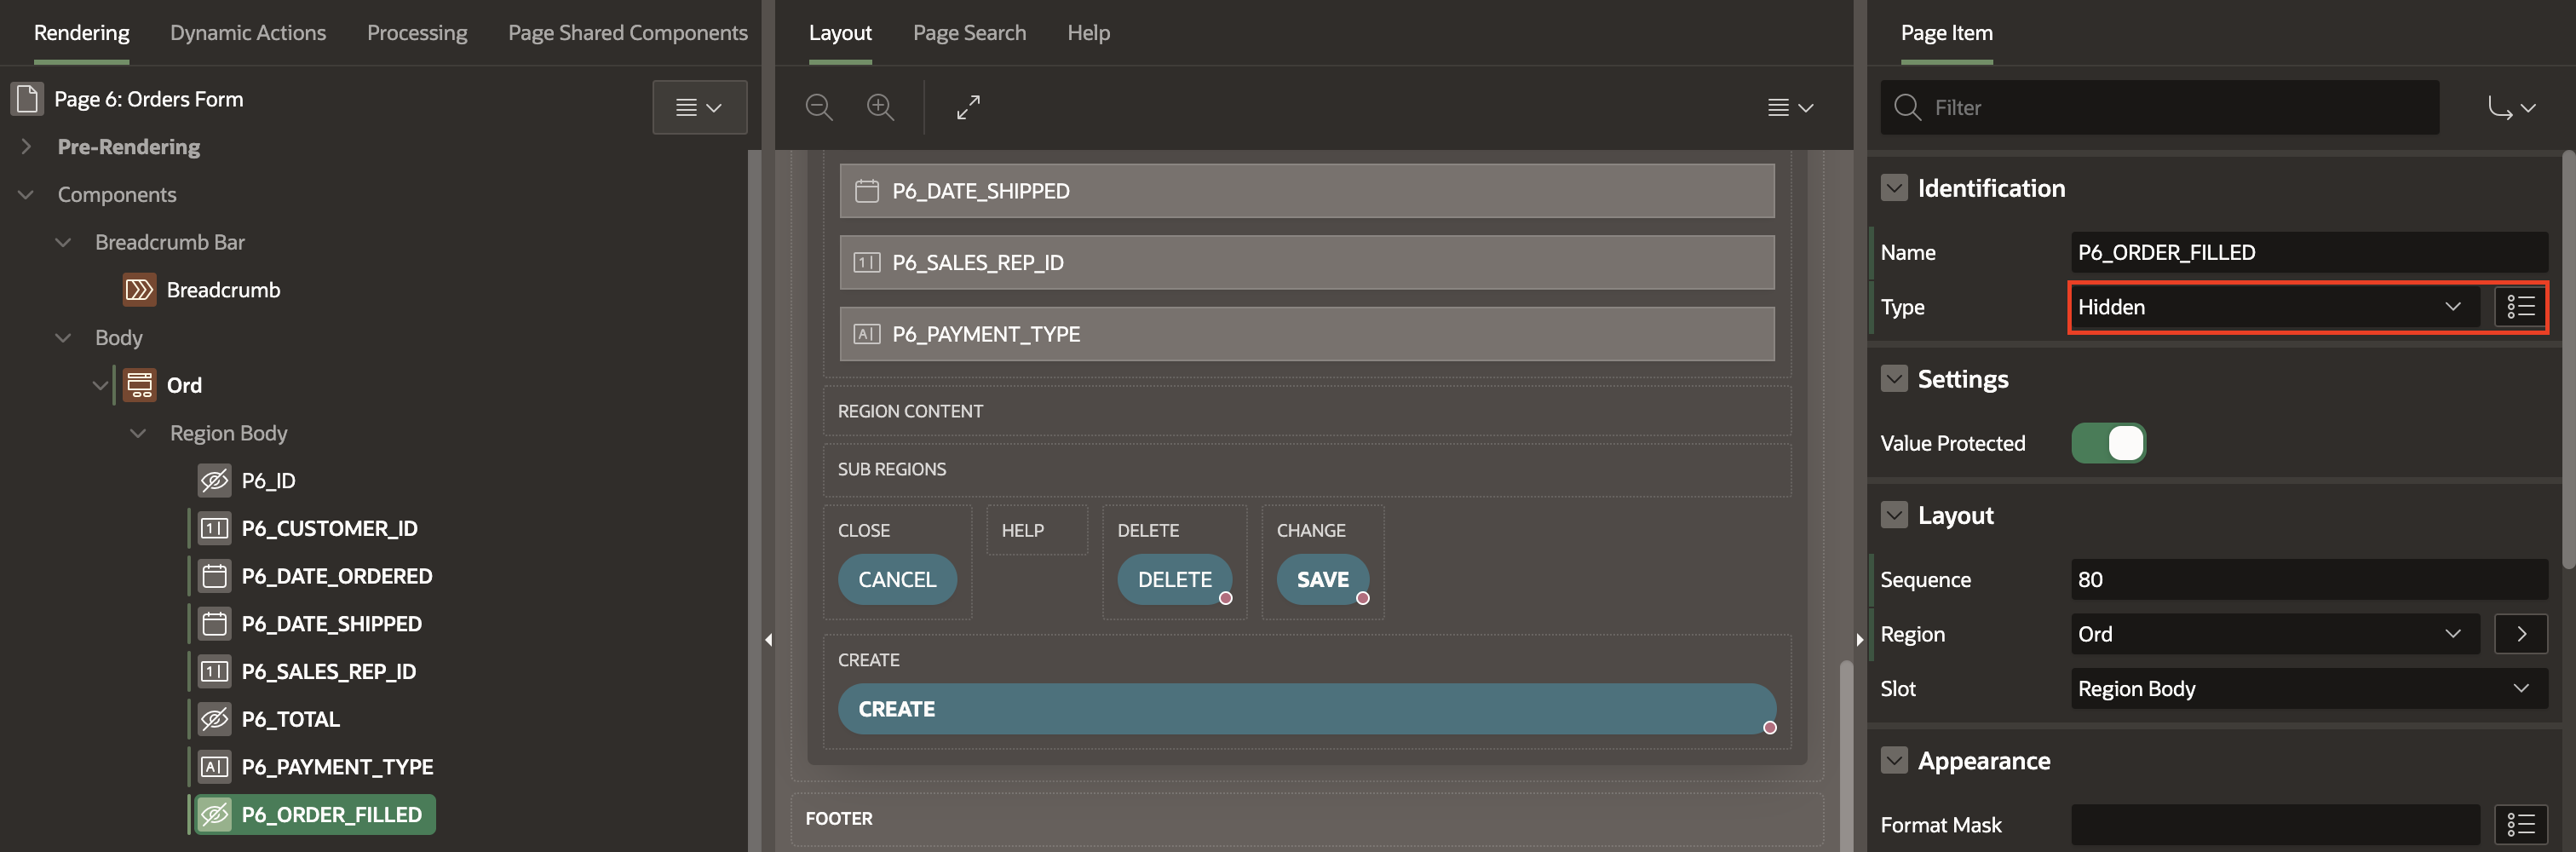 Rendering Dynamic Actions Processing Page Shared Components
Page 6: Orders Form
Pre-Rendering
Components
Breadcrumb Bar
Breadcrumb
Body
Ord
Region Body
P6_ID
P6_CUSTOMER_ID
P6_DATE_ORDERED
P6_DATE_SHIPPED
P6_SALES_REP_ID
P6_TOTAL
P6_PAYMENT_TYPE
P6_ORDER_FILLED
Layout Page Search Help
P6_DATE_SHIPPED
P6_SALES_REP_ID
P6_PAYMENT_TYPE
REGION CONTENT
SUB REGIONS
CLOSE HELP DELETE CHANGE
CANCEL DELETE SAVE
CREATE
CREATE
FOOTER
Page Item
Filter
Identification
Name P6_ORDER_FILLED
Type Hidden
Settings
Value Protected
Layout
Sequence 80
Region Ord
Slot Region Body
Appearance
Format Mask